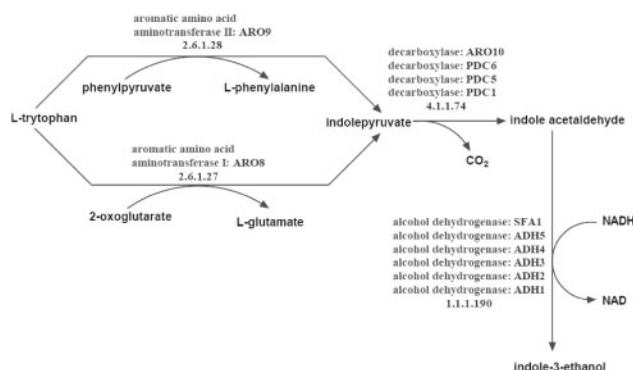 aromatic amino acid
aminotransferase II: ARO9
2.6.1.28
phenylpyruvate
L-phenylalanine
decarboxylase: ARO10
decarboxylase: PDC6
decarboxylase: PDC5
decarboxylase: PDC1
4.1.1.74
L-trytophan
indolepyruvate
indole acetaldehyde
CO2
aromatic amino acid
aminotransferase I: ARO8
2.6.1.27
2-oxoglutarate
L-glutamate
alcohol dehydrogenase: SFA1
alcohol dehydrogenase: ADH5
alcohol dehydrogenase: ADH4
alcohol dehydrogenase: ADH3
alcohol dehydrogenase: ADH2
alcohol dehydrogenase: ADH1
1.1.1.190
NADH
NAD
indole-3-ethanol